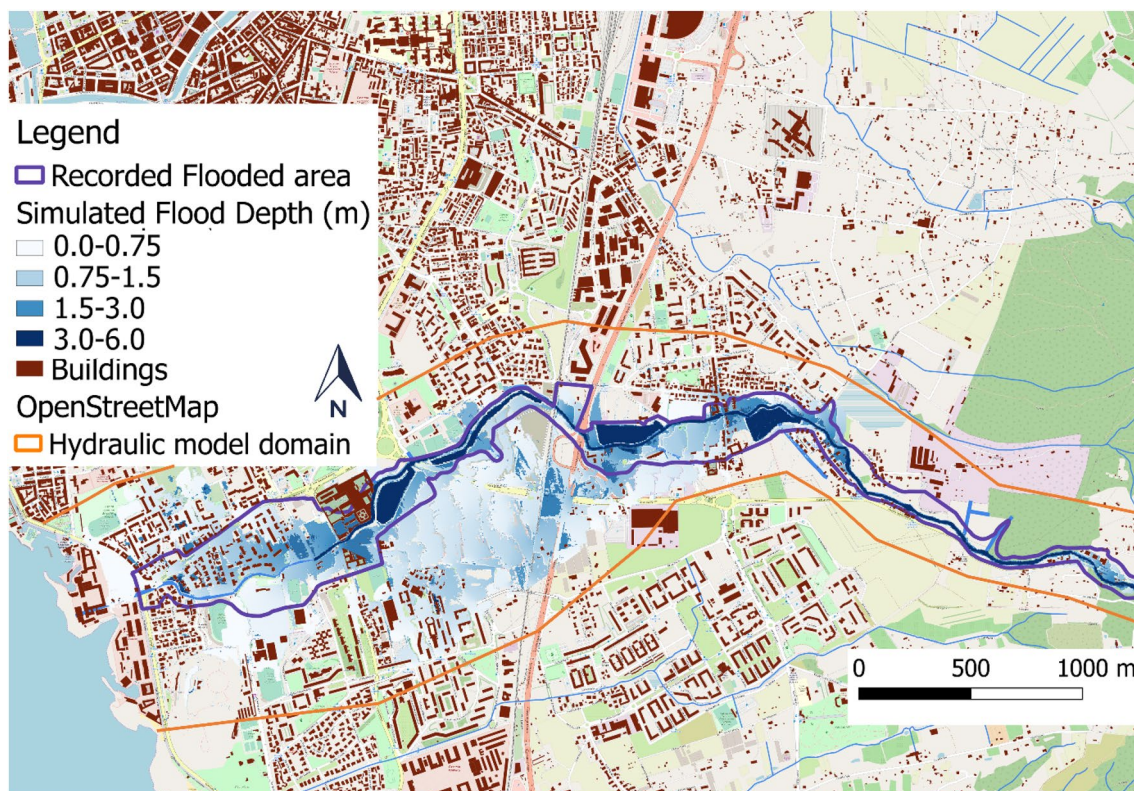 Legend
Recorded Flooded area
Simulated Flood Depth (m)
0.0-0.75
0.75-1.5
1.5-3.0
3.0-6.0
Buildings
OpenStreetMap
Hydraulic model domain
N
0 500 1000 m